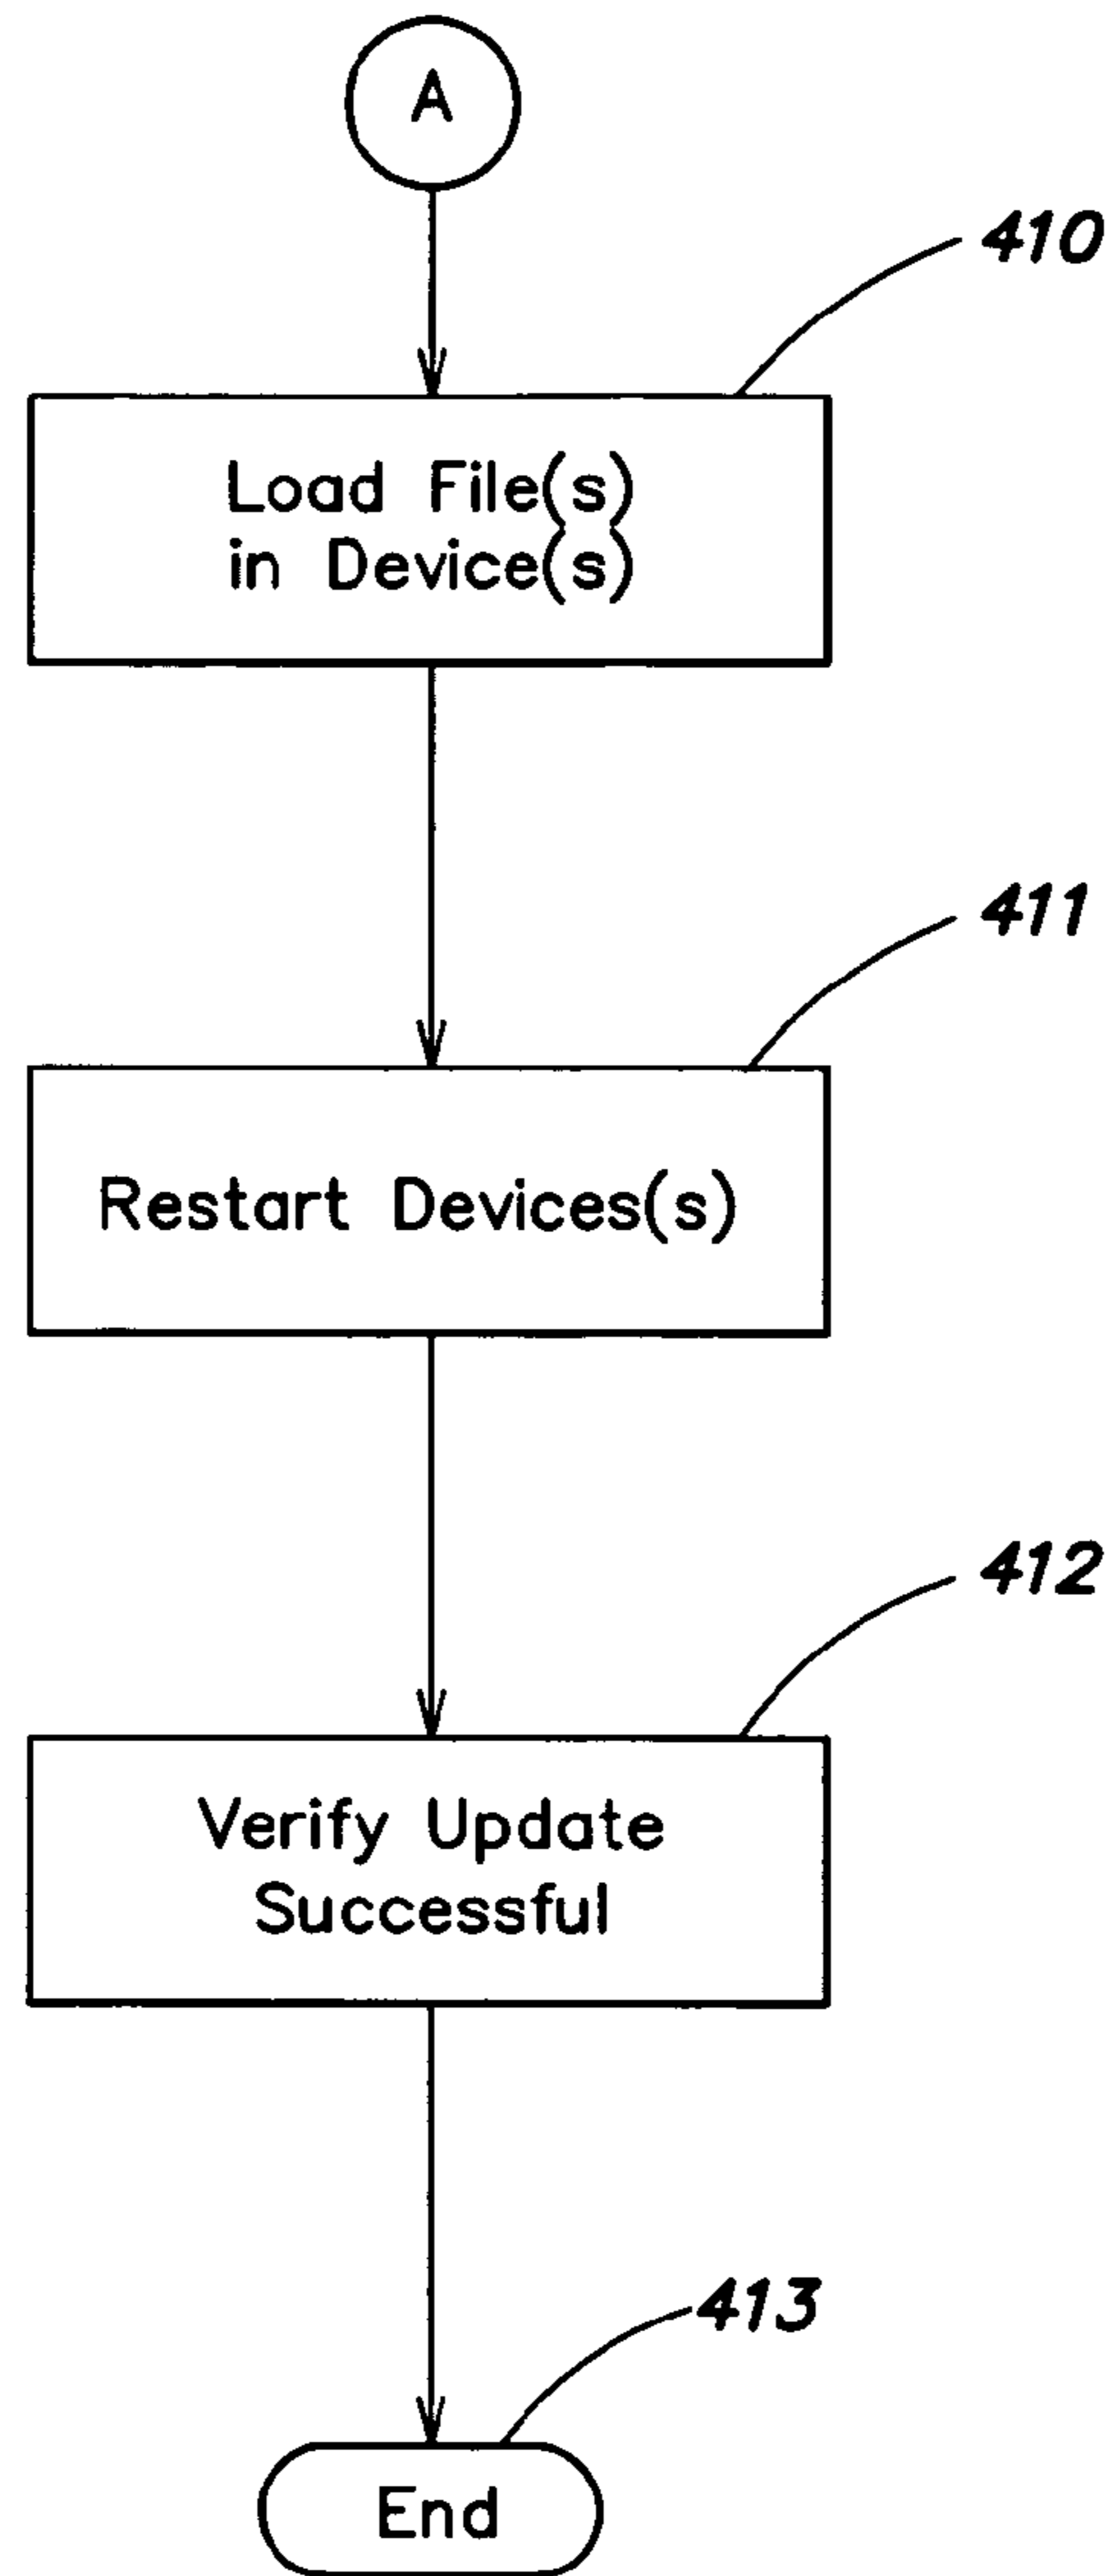 A
410
Load File(s)
in Device(s)
411
Restart Devices(s)
412
Verify Update
Successful
413
End